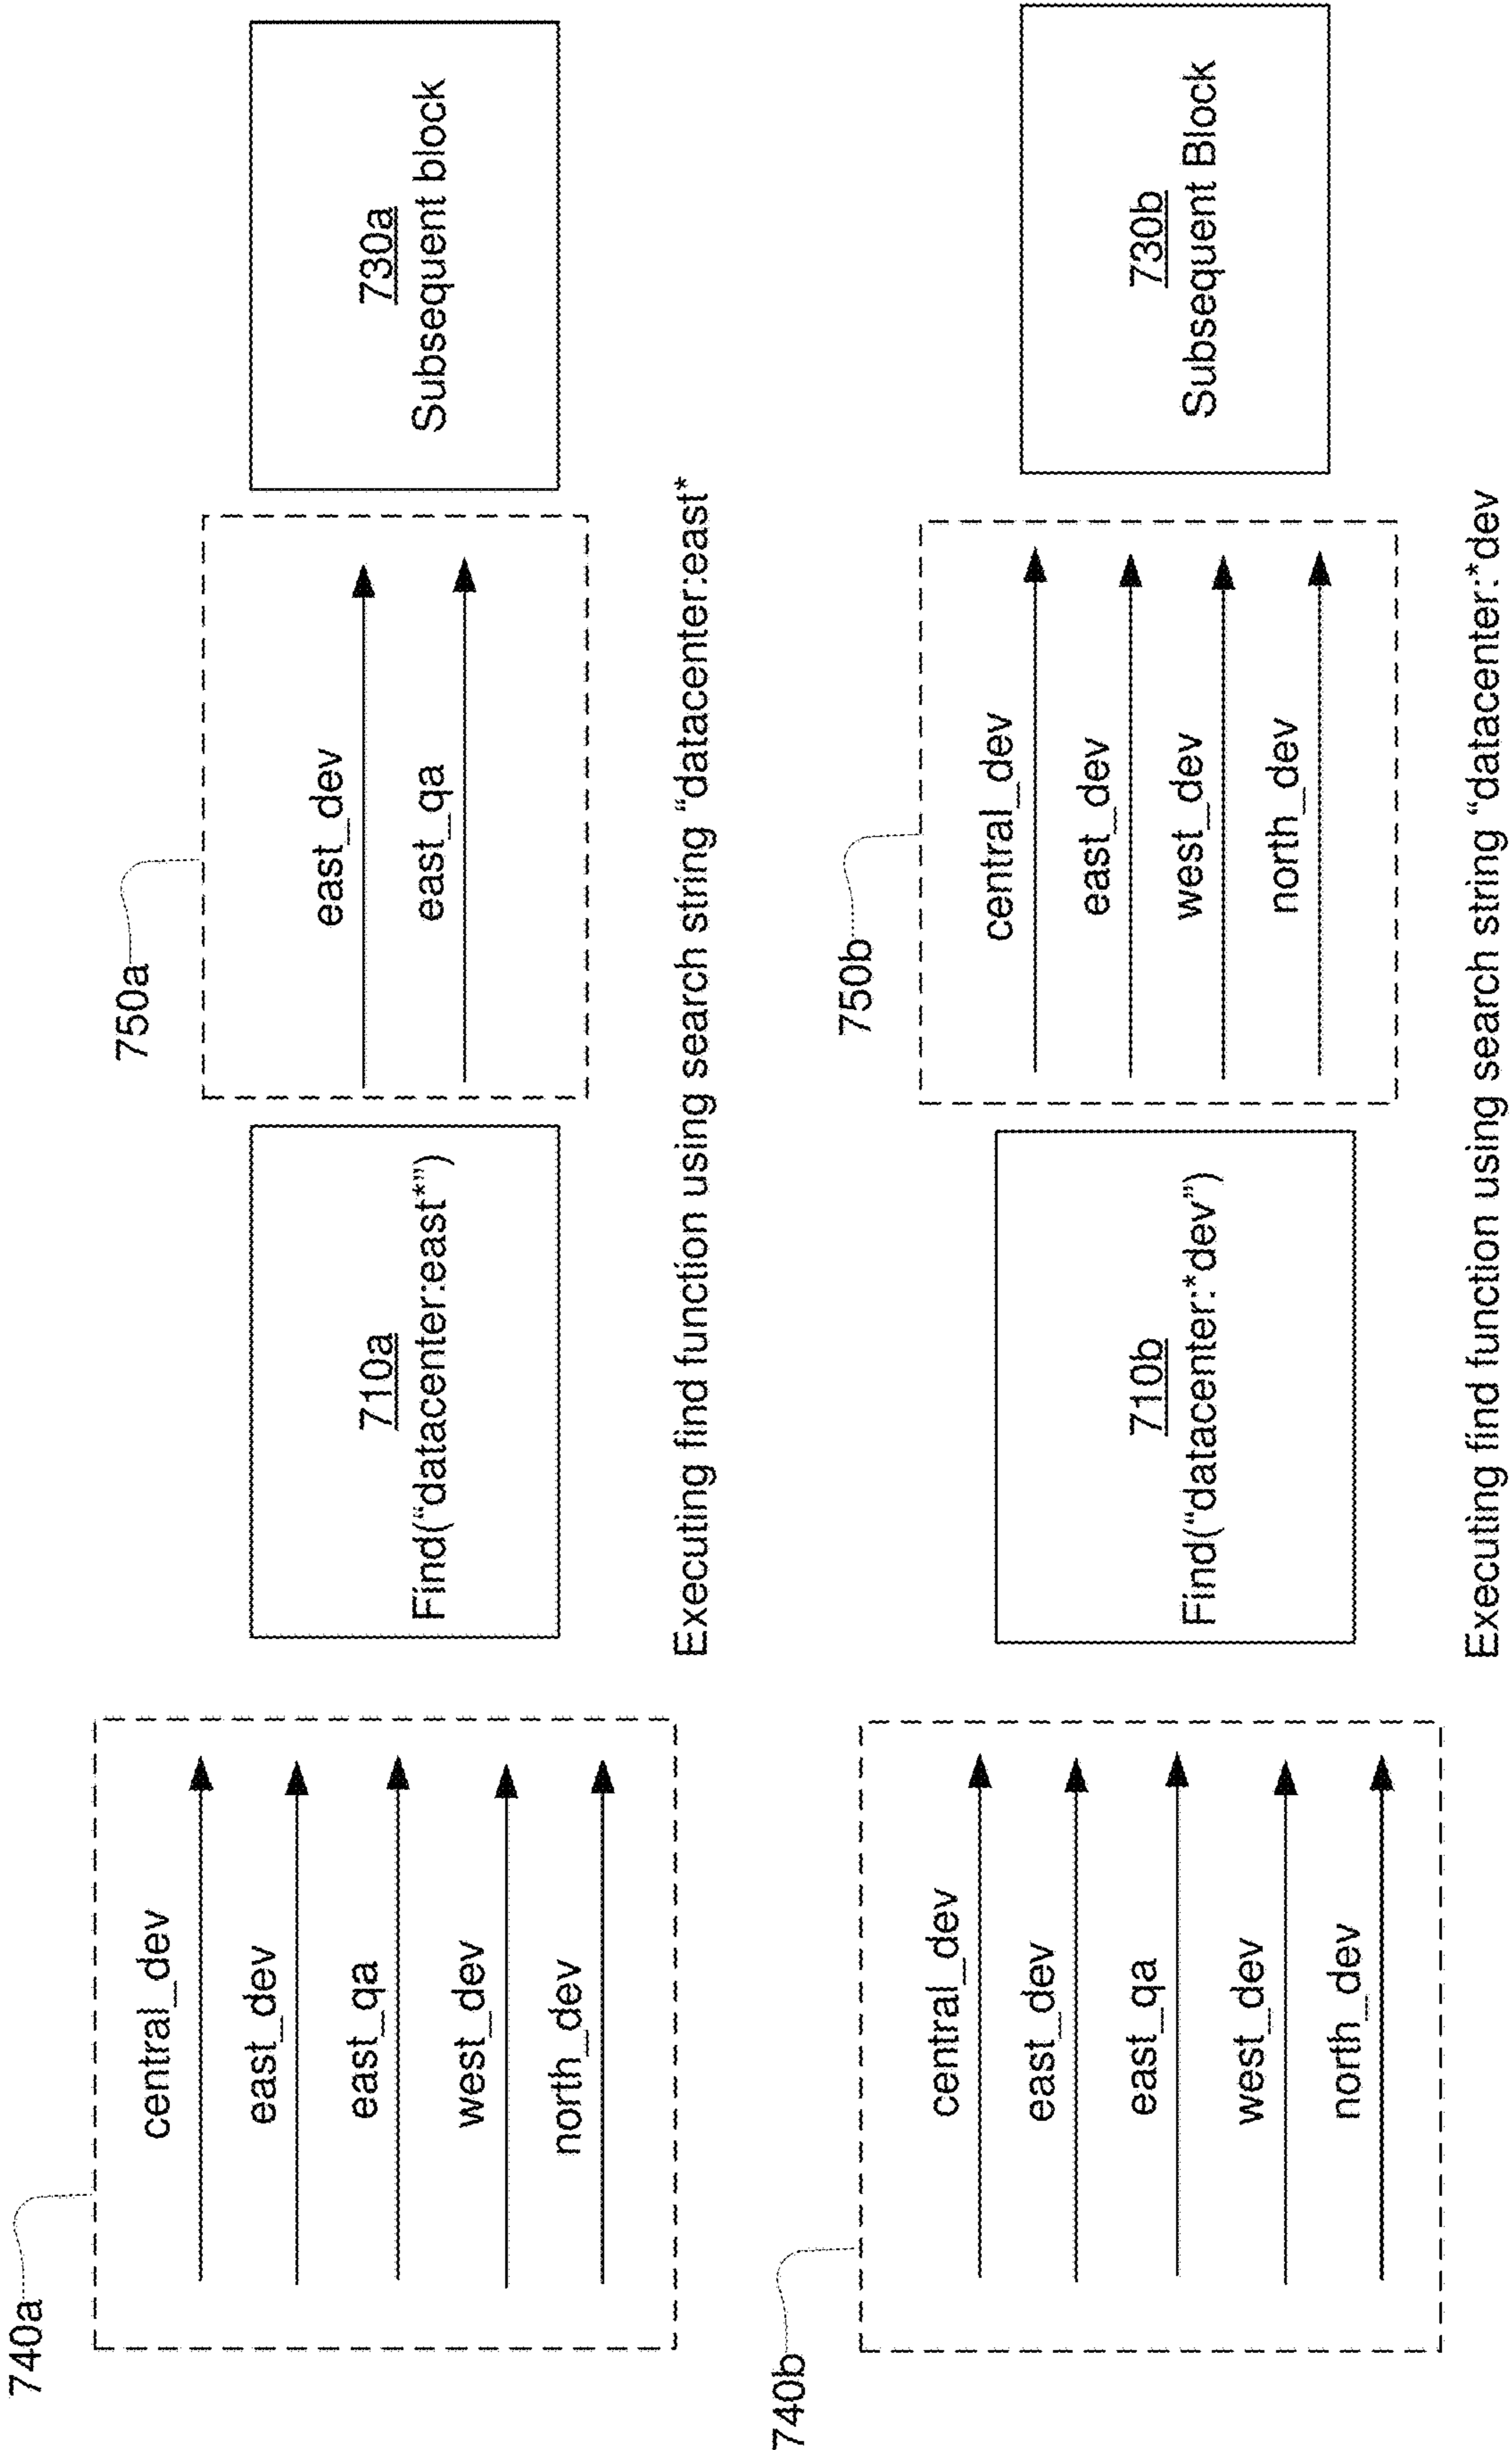 740a
central_dev
east_dev
east_qa
west_dev
north_dev
710a
Find(“datacenter:east*”)
750a
east_dev
east_qa
730a
Subsequent block
Executing find function using search string “datacenter:east*
740b
central_dev
east_dev
east_qa
west_dev
north_dev
710b
Find(“datacenter:*dev”)
750b
central_dev
east_dev
west_dev
north_dev
730b
Subsequent Block
Executing find function using search string “datacenter:*dev